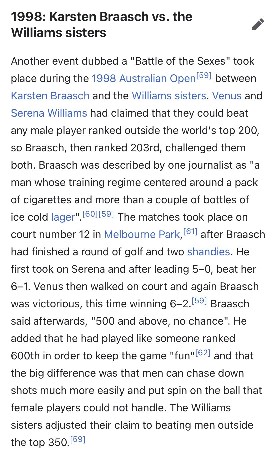 1998: Karsten Braasch vs. the
Williams sisters
Another event dubbed a "Battle of the Sexes" took
place during the 1998 Australian Open[59] between
Karsten Braasch and the Williams sisters. Venus and
Serena Williams had claimed that they could beat
any male player ranked outside the world's top 200,
so Braasch, then ranked 203rd, challenged them
both. Braasch was described by one journalist as "a
man whose training regime centered around a pack
of cigarettes and more than a couple of bottles of
ice cold lager".[60][59] The matches took place on
court number 12 in Melbourne Park,[61] after Braasch
had finished a round of golf and two shandies. He
first took on Serena and after leading 5–0, beat her
6–1. Venus then walked on court and again Braasch
was victorious, this time winning 6–2.[59] Braasch
said afterwards, "500 and above, no chance". He
added that he had played like someone ranked
600th in order to keep the game "fun"[62] and that
the big difference was that men can chase down
shots much more easily and put spin on the ball that
female players could not handle. The Williams
sisters adjusted their claim to beating men outside
the top 350.[59]